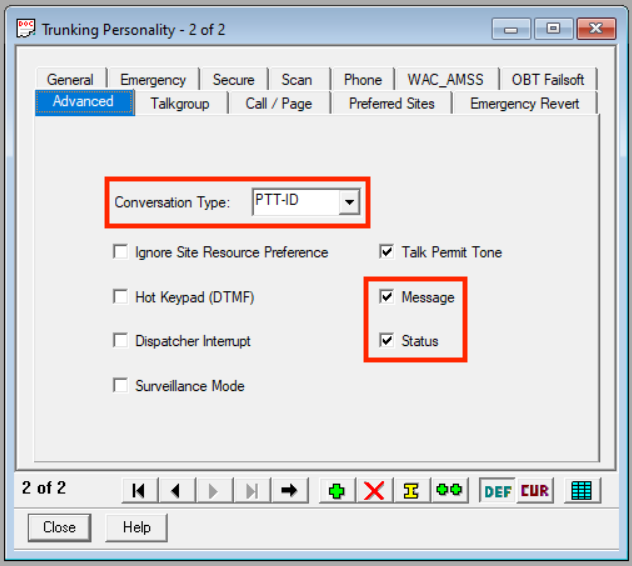 Trunking Personality - 2 of 2
General Emergency Secure Scan Phone WAC_AMSS OBT Failsoft
Advanced Talkgroup Call / Page Preferred Sites Emergency Revert
Conversation Type: PTT-ID
Ignore Site Resource Preference Talk Permit Tone
Hot Keypad (DTMF) Message
Dispatcher Interrupt Status
Surveillance Mode
2 of 2 DEF CUR
Close Help